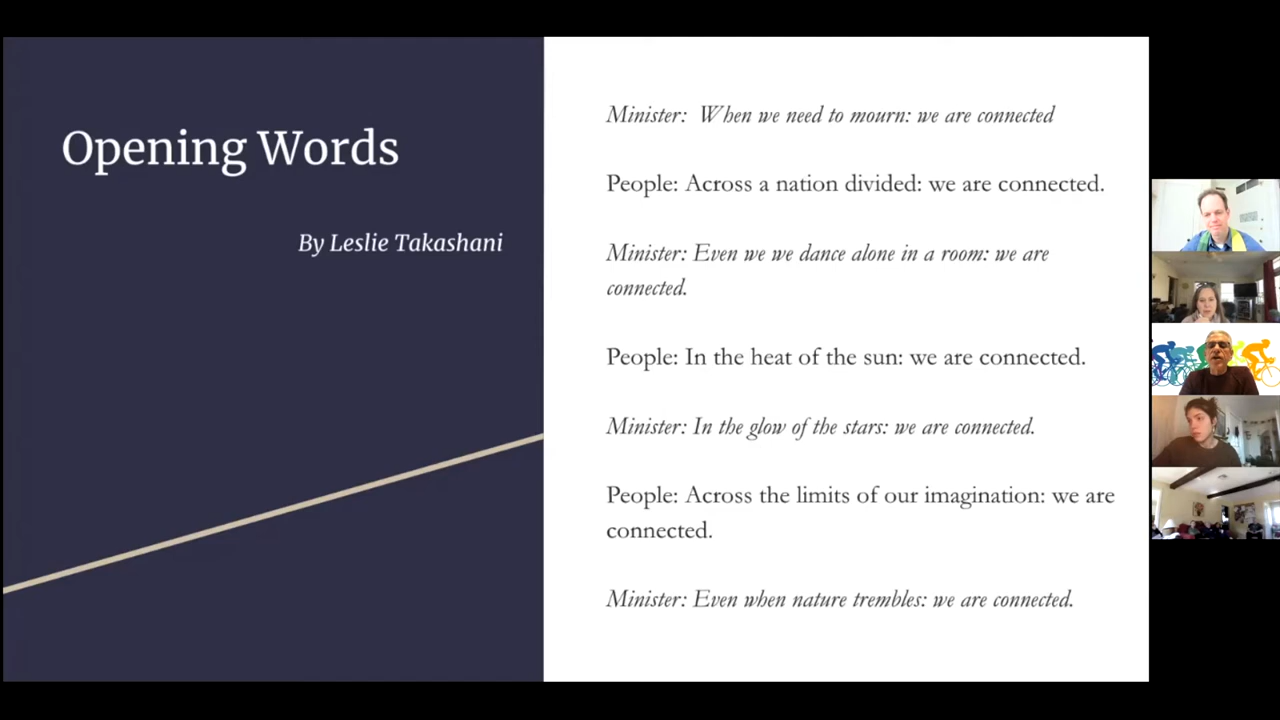 Opening Words
By Leslie Takashani
Minister:  When we need to mourn: we are connected
People: Across a nation divided: we are connected.
Minister: Even we we dance alone in a room: we are
connected.
People: In the heat of the sun: we are connected.
Minister: In the glow of the stars: we are connected.
People: Across the limits of our imagination: we are
connected.
Minister: Even when nature trembles: we are connected.